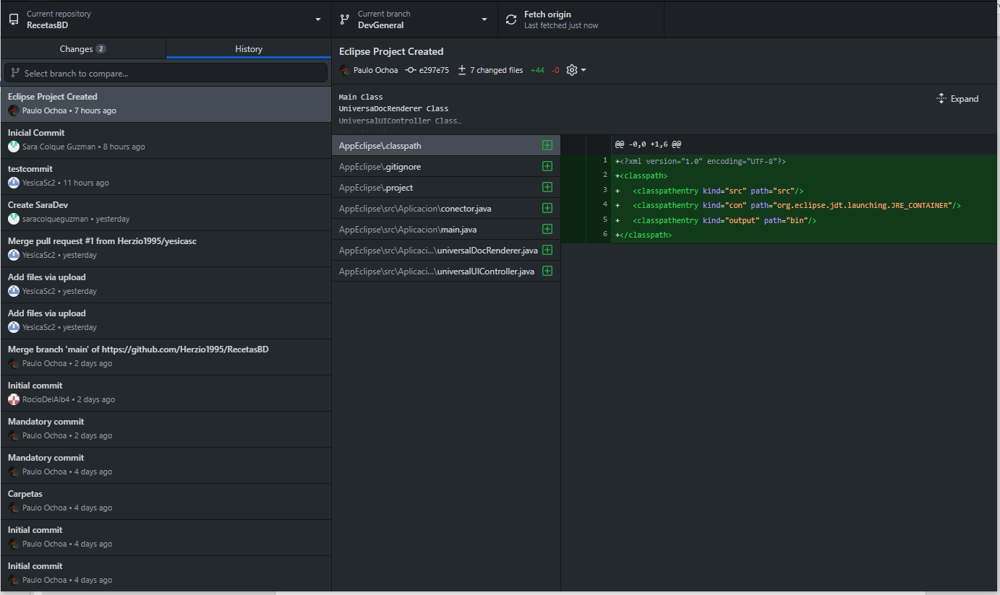 Current repository
RecetasBD
Current branch
DevGeneral
Fetch origin
Last fetched just now
Changes 2
History
Select branch to compare...
Eclipse Project Created
Paulo Ochoa • 7 hours ago
Inicial Commit
Sara Colque Guzman • 8 hours ago
testcommit
YesicaSc2 • 11 hours ago
Create SaraDev
saracolqueguzman • yesterday
Merge pull request #1 from Herzio1995/yesicasc
YesicaSc2 • yesterday
Add files via upload
YesicaSc2 • yesterday
Add files via upload
YesicaSc2 • yesterday
Merge branch 'main' of https://github.com/Herzio1995/RecetasBD
Paulo Ochoa • 2 days ago
Initial commit
RocioDelAlb4 • 2 days ago
Mandatory commit
Paulo Ochoa • 2 days ago
Mandatory commit
Paulo Ochoa • 4 days ago
Carpetas
Paulo Ochoa • 4 days ago
Initial commit
Paulo Ochoa • 4 days ago
Initial commit
Paulo Ochoa • 4 days ago
Eclipse Project Created
Paulo Ochoa e297e75 7 changed files +44 -0
Main Class
UniversaDocRenderer Class
UniversalUIController Class…
Expand
AppEclipse\.classpath
AppEclipse\.gitignore
AppEclipse\.project
AppEclipse\src\Aplicacion\conector.java
AppEclipse\src\Aplicacion\main.java
AppEclipse\src\Aplicaci...\universalDocRenderer.java
AppEclipse\src\Aplicaci...\universalUIController.java
@@ -0,0 +1,6 @@
1 +<?xml version="1.0" encoding="UTF-8"?>
2 +<classpath>
3 + <classpathentry kind="src" path="src"/>
4 + <classpathentry kind="con" path="org.eclipse.jdt.launching.JRE_CONTAINER"/>
5 + <classpathentry kind="output" path="bin"/>
6 +</classpath>